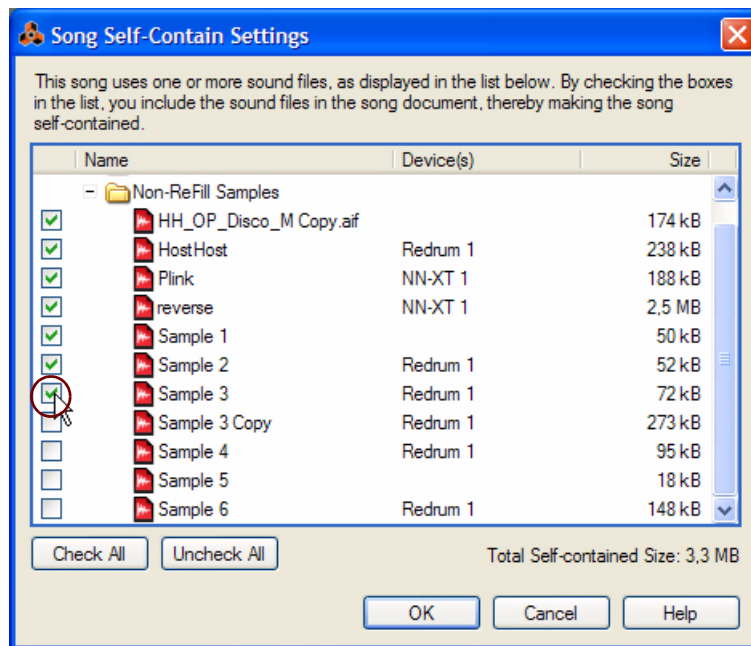 Song Self-Contain Settings
This song uses one or more sound files, as displayed in the list below. By checking the boxes
in the list, you include the sound files in the song document, thereby making the song
self-contained.
Name Device(s) Size
Non-ReFill Samples
HH_OP_Disco_M Copy.aif 174 kB
HostHost Redrum 1 238 kB
Plink NN-XT 1 188 kB
reverse NN-XT 1 2,5 MB
Sample 1 50 kB
Sample 2 Redrum 1 52 kB
Sample 3 Redrum 1 72 kB
Sample 3 Copy Redrum 1 273 kB
Sample 4 Redrum 1 95 kB
Sample 5 18 kB
Sample 6 Redrum 1 148 kB
Check All Uncheck All Total Self-contained Size: 3,3 MB
OK Cancel Help